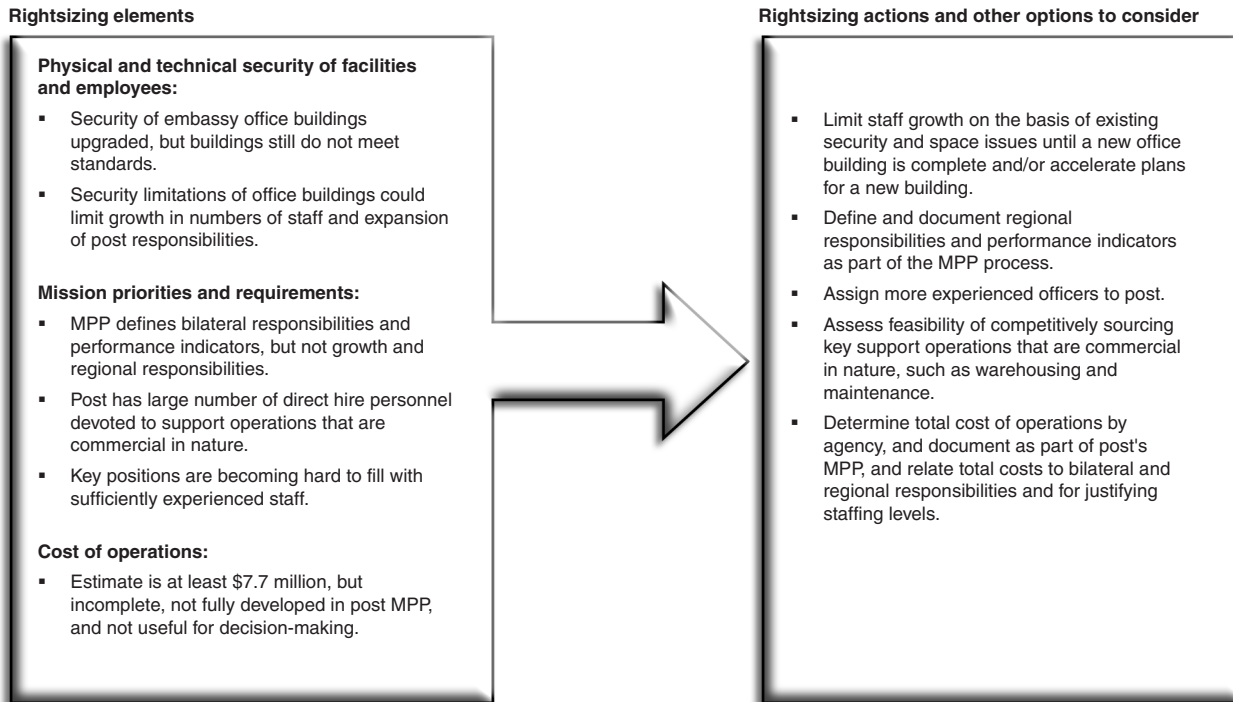 Rightsizing elements
Physical and technical security of facilities
and employees:
▪ Security of embassy office buildings
upgraded, but buildings still do not meet
standards.
▪ Security limitations of office buildings could
limit growth in numbers of staff and expansion
of post responsibilities.
Mission priorities and requirements:
▪ MPP defines bilateral responsibilities and
performance indicators, but not growth and
regional responsibilities.
▪ Post has large number of direct hire personnel
devoted to support operations that are
commercial in nature.
▪ Key positions are becoming hard to fill with
sufficiently experienced staff.
Cost of operations:
▪ Estimate is at least $7.7 million, but
incomplete, not fully developed in post MPP,
and not useful for decision-making.
Rightsizing actions and other options to consider
▪ Limit staff growth on the basis of existing
security and space issues until a new office
building is complete and/or accelerate plans
for a new building.
▪ Define and document regional
responsibilities and performance indicators
as part of the MPP process.
▪ Assign more experienced officers to post.
▪ Assess feasibility of competitively sourcing
key support operations that are commercial
in nature, such as warehousing and
maintenance.
▪ Determine total cost of operations by
agency, and document as part of post's
MPP, and relate total costs to bilateral and
regional responsibilities and for justifying
staffing levels.